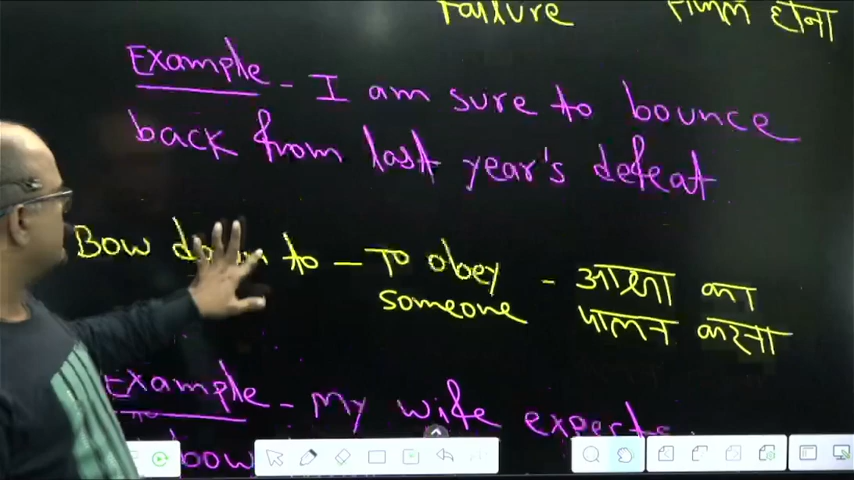 Failure होना
Example - I am sure to bounce
back from last year's defeat
Bow down to - To obey - आज्ञा का
someone पालन करना
Example - My wife expects
bow